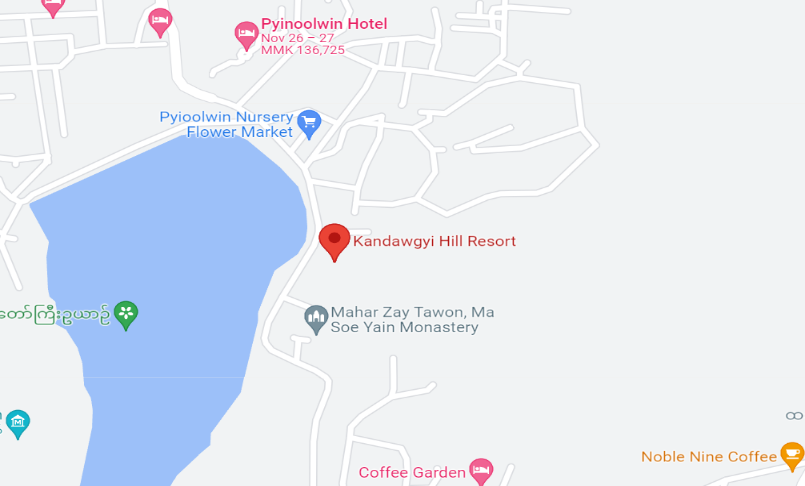 Pyinoolwin Hotel
Nov 26 – 27
MMK 136,725
Pyioolwin Nursery
Flower Market
Kandawgyi Hill Resort
တော်ကြီးဥယာဉ်
Mahar Zay Tawon, Ma
Soe Yain Monastery
Noble Nine Coffee
Coffee Garden